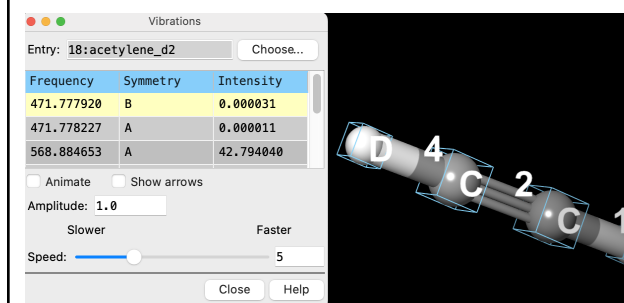 Vibrations
Entry: 18:acetylene_d2 Choose...
Frequency Symmetry Intensity
471.777920 B 0.000031
471.778227 A 0.000011
568.884653 A 42.794040
Animate Show arrows
Amplitude: 1.0
Slower Faster
Speed: 5
Close Help
D 4 C 2 C 1